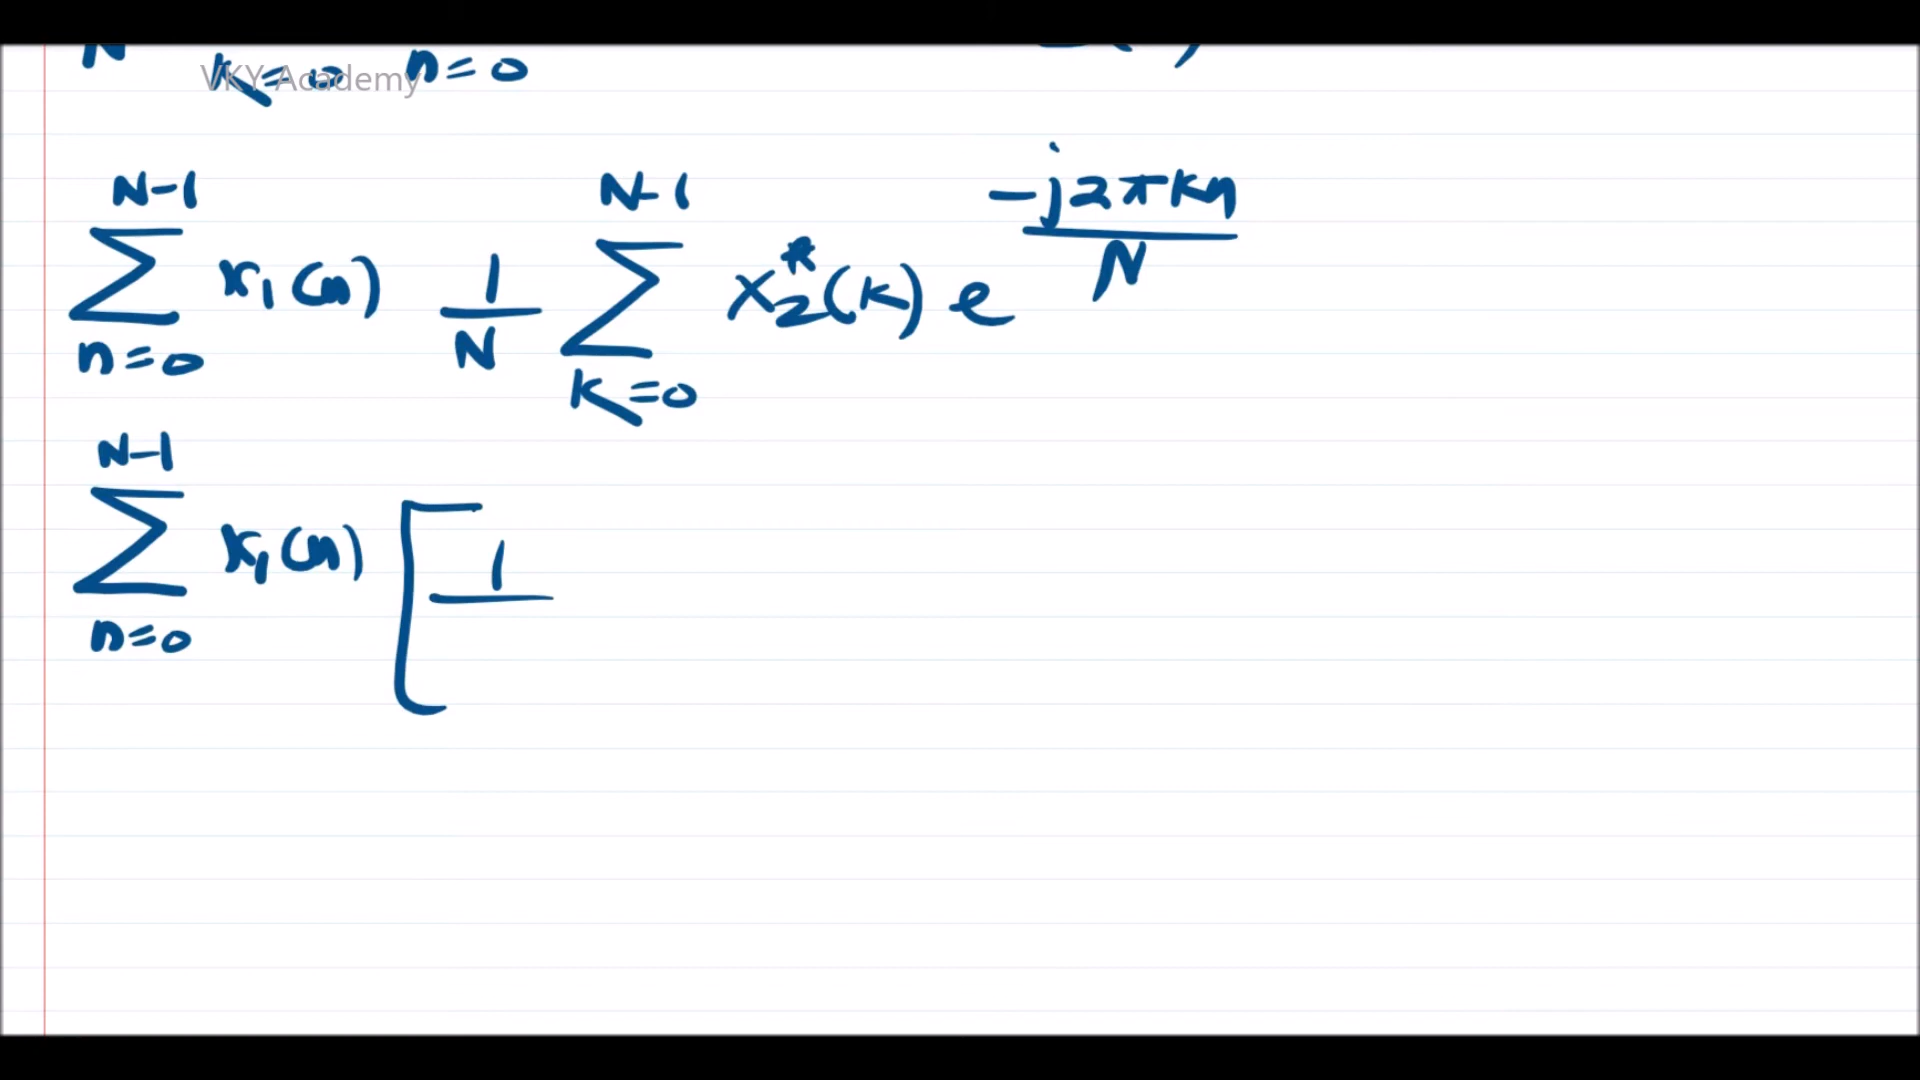 N K=0 n=0
VKY Academy
N-1 N-1 -j2πkn
∑ x₁(n) 1/N ∑ X₂*(k) e N
n=0 K=0
N-1
∑ x₁(n) [ 1
n=0